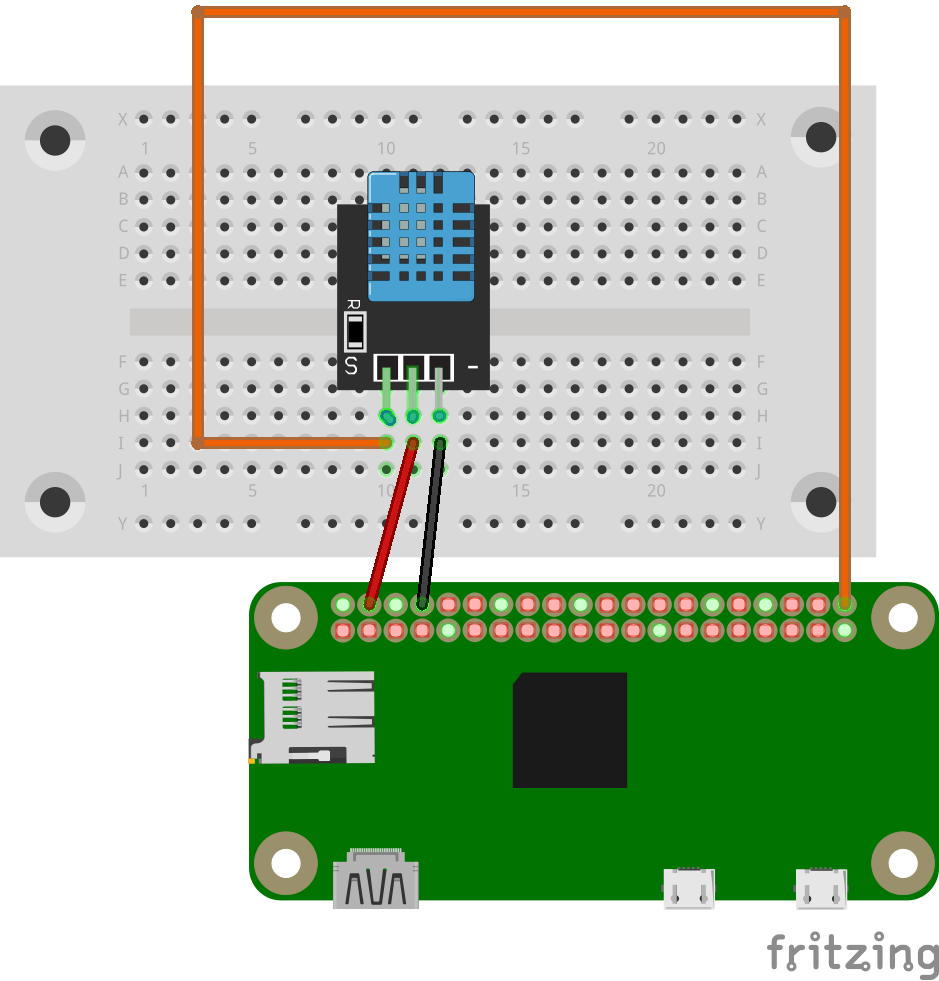 X X
1 5 10 15 20
A A
B B
C C
D D
E E
R
F F
S -
G G
H H
I I
J J
1 5 10 15 20
Y Y
fritzing